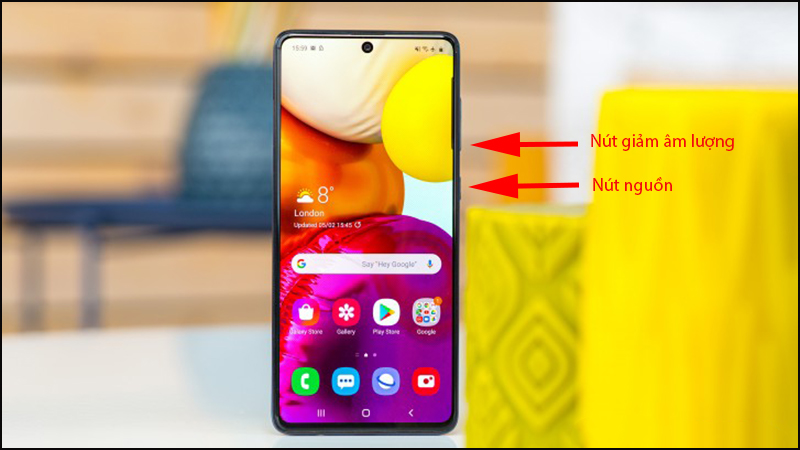 15:59
Nút giảm âm lượng
Nút nguồn
8°
London
Updated 05/02 15:45
Say "Hey Google"
Galaxy Store
Gallery
Play Store
Google